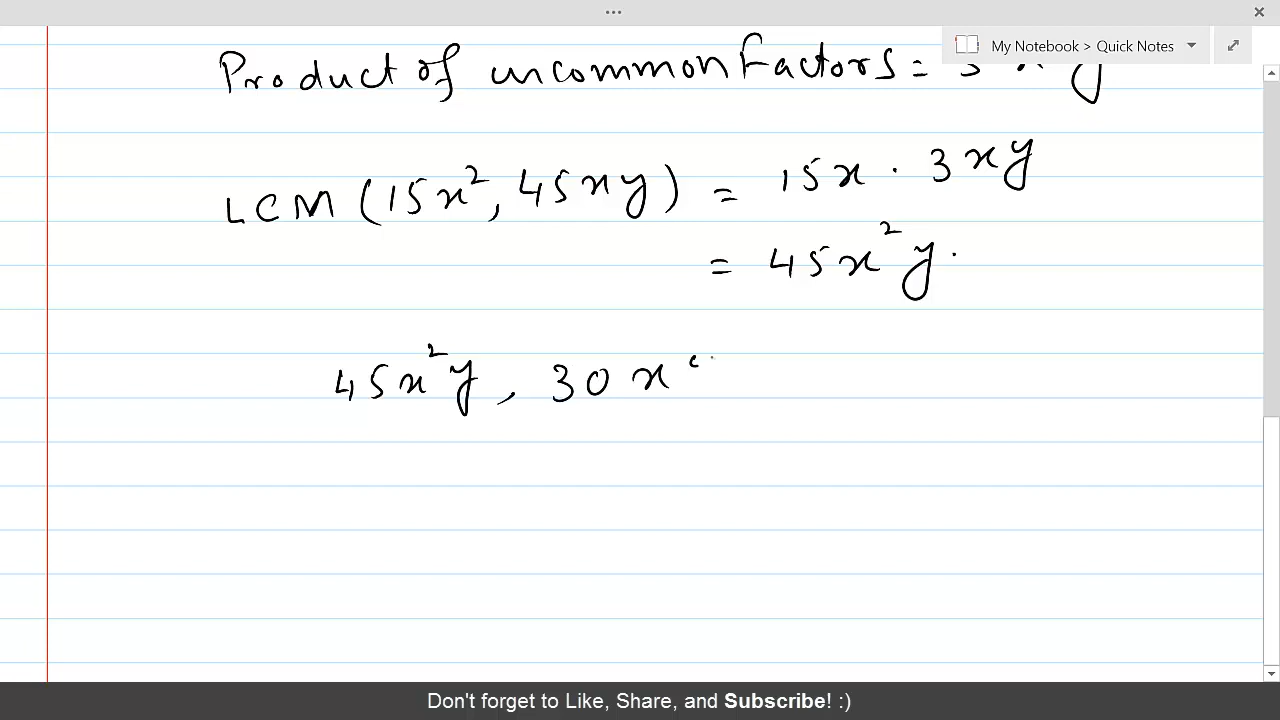 My Notebook > Quick Notes
Product of uncommon Factors =
LCM (15x², 45xy) = 15x · 3xy
= 45x²y.
45x²y, 30x
Don't forget to Like, Share, and Subscribe! :)